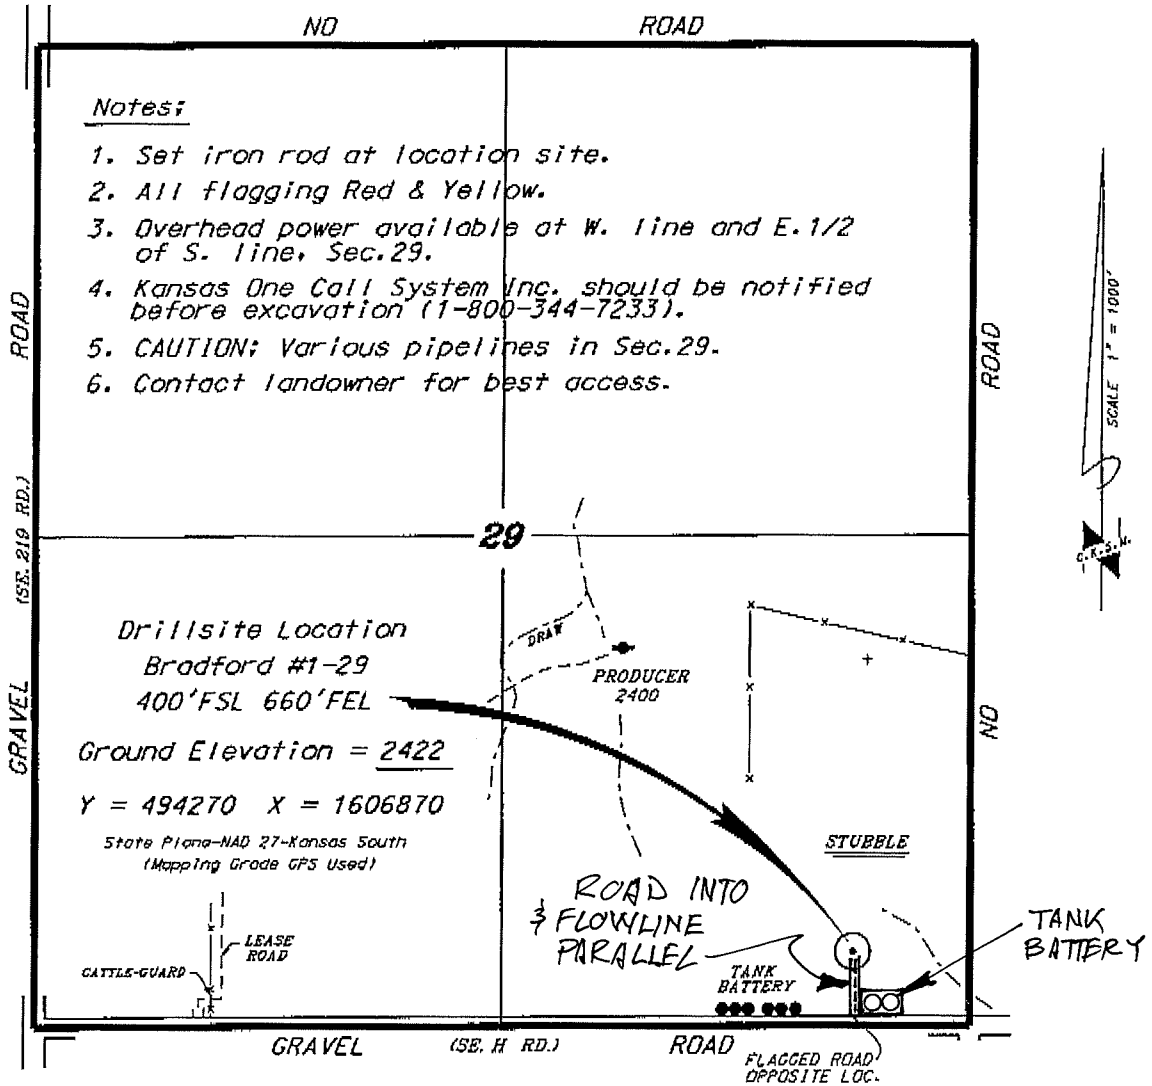 NO ROAD
Notes:
1. Set iron rod at location site.
2. All flagging Red & Yellow.
3. Overhead power available at W. line and E.1/2
of S. line, Sec.29.
4. Kansas One Call System Inc. should be notified
before excavation (1-800-344-7233).
5. CAUTION: Various pipelines in Sec.29.
6. Contact landowner for best access.
GRAVEL (SE. 219 RD.) ROAD
NO ROAD
SCALE 1" = 1000'
C.K.S.N.
29
Drillsite Location
Bradford #1-29
400'FSL 660'FEL
Ground Elevation = 2422
Y = 494270 X = 1606870
State Plane-NAD 27-Kansas South
(Mapping Grade GPS Used)
DRAW
PRODUCER
2400
STUBBLE
ROAD INTO
& FLOWLINE
PARALLEL
TANK
BATTERY
TANK
BATTERY
LEASE
ROAD
CATTLE-GUARD
GRAVEL (SE. H RD.) ROAD
FLAGGED ROAD
OPPOSITE LOC.